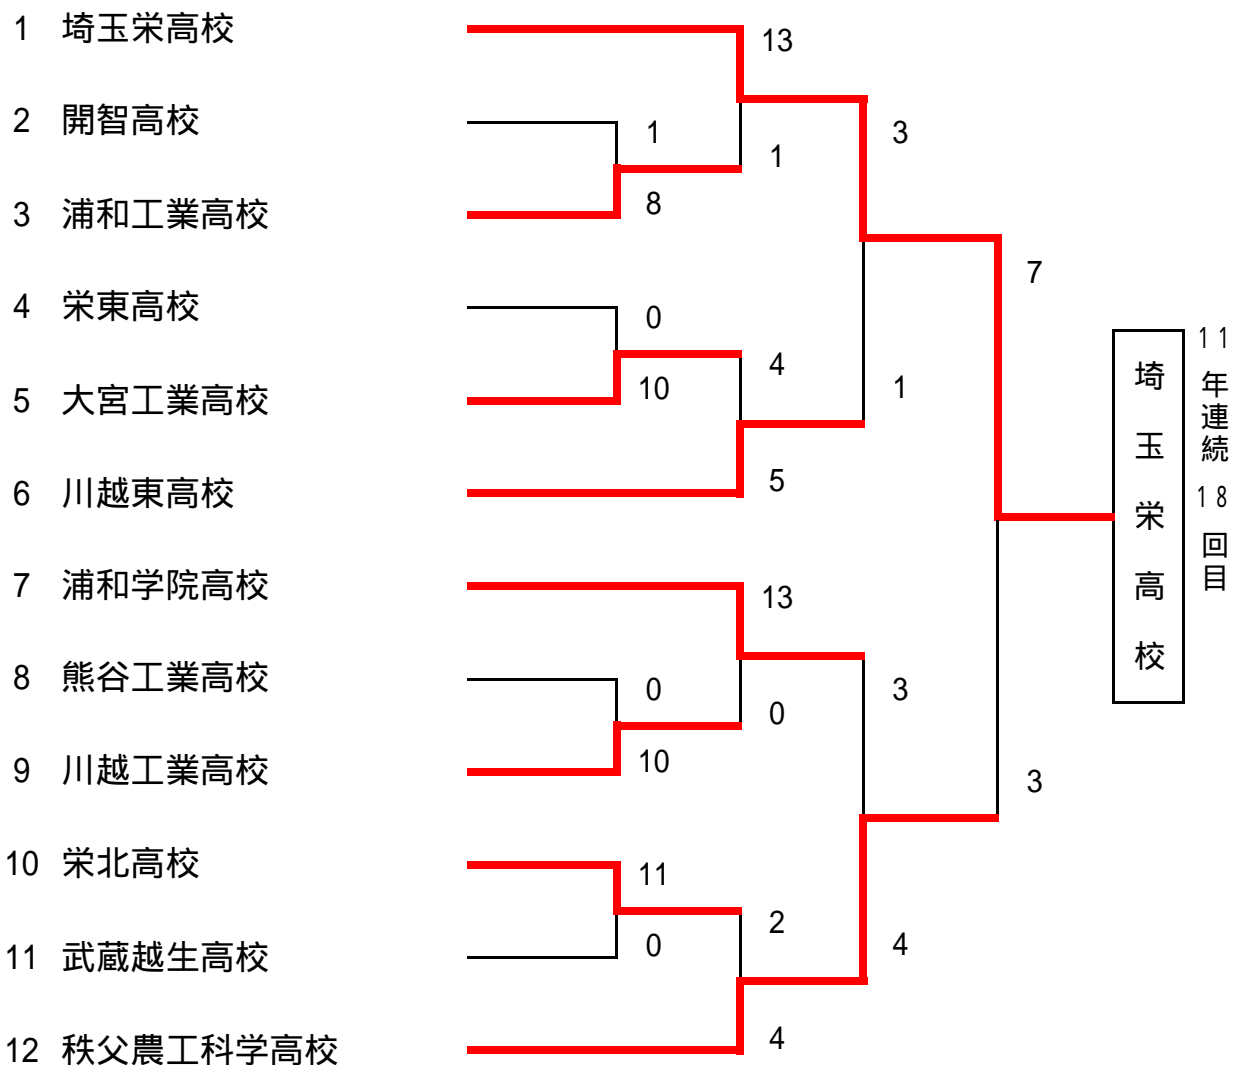 1 埼玉栄高校
13
2 開智高校
1
3
1
3 浦和工業高校
8
7
4 栄東高校
0
4
5 大宮工業高校
10
1
6 川越東高校
5
埼玉栄高校
11年連続18回目
7 浦和学院高校
13
8 熊谷工業高校
0
3
0
9 川越工業高校
10
3
10 栄北高校
11
2
11 武蔵越生高校
0
4
12 秩父農工科学高校
4